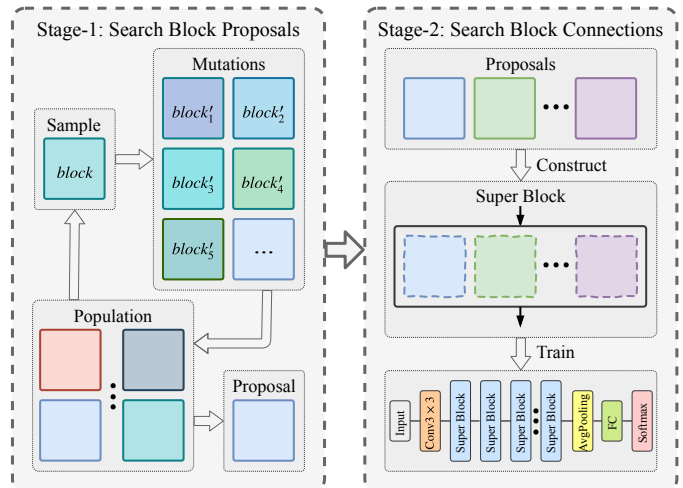 Stage-1: Search Block Proposals
Mutations
block′₁
block′₂
Sample
block
block′₃
block′₄
block′₅
...
Population
Proposal
Stage-2: Search Block Connections
Proposals
Construct
Super Block
Train
Input
Conv3 × 3
Super Block
Super Block
Super Block
Super Block
AvgPooling
FC
Softmax